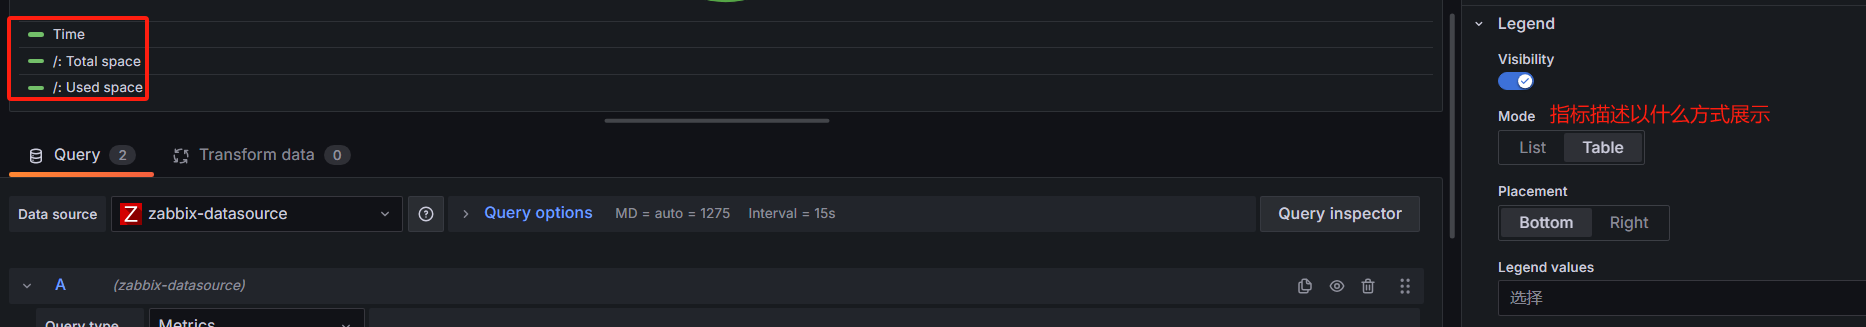 Time
/: Total space
/: Used space
Query 2
Transform data 0
Data source
zabbix-datasource
Query options
MD = auto = 1275
Interval = 15s
Query inspector
A
(zabbix-datasource)
Query type
Metrics
Legend
Visibility
Mode
指标描述以什么方式展示
List
Table
Placement
Bottom
Right
Legend values
选择